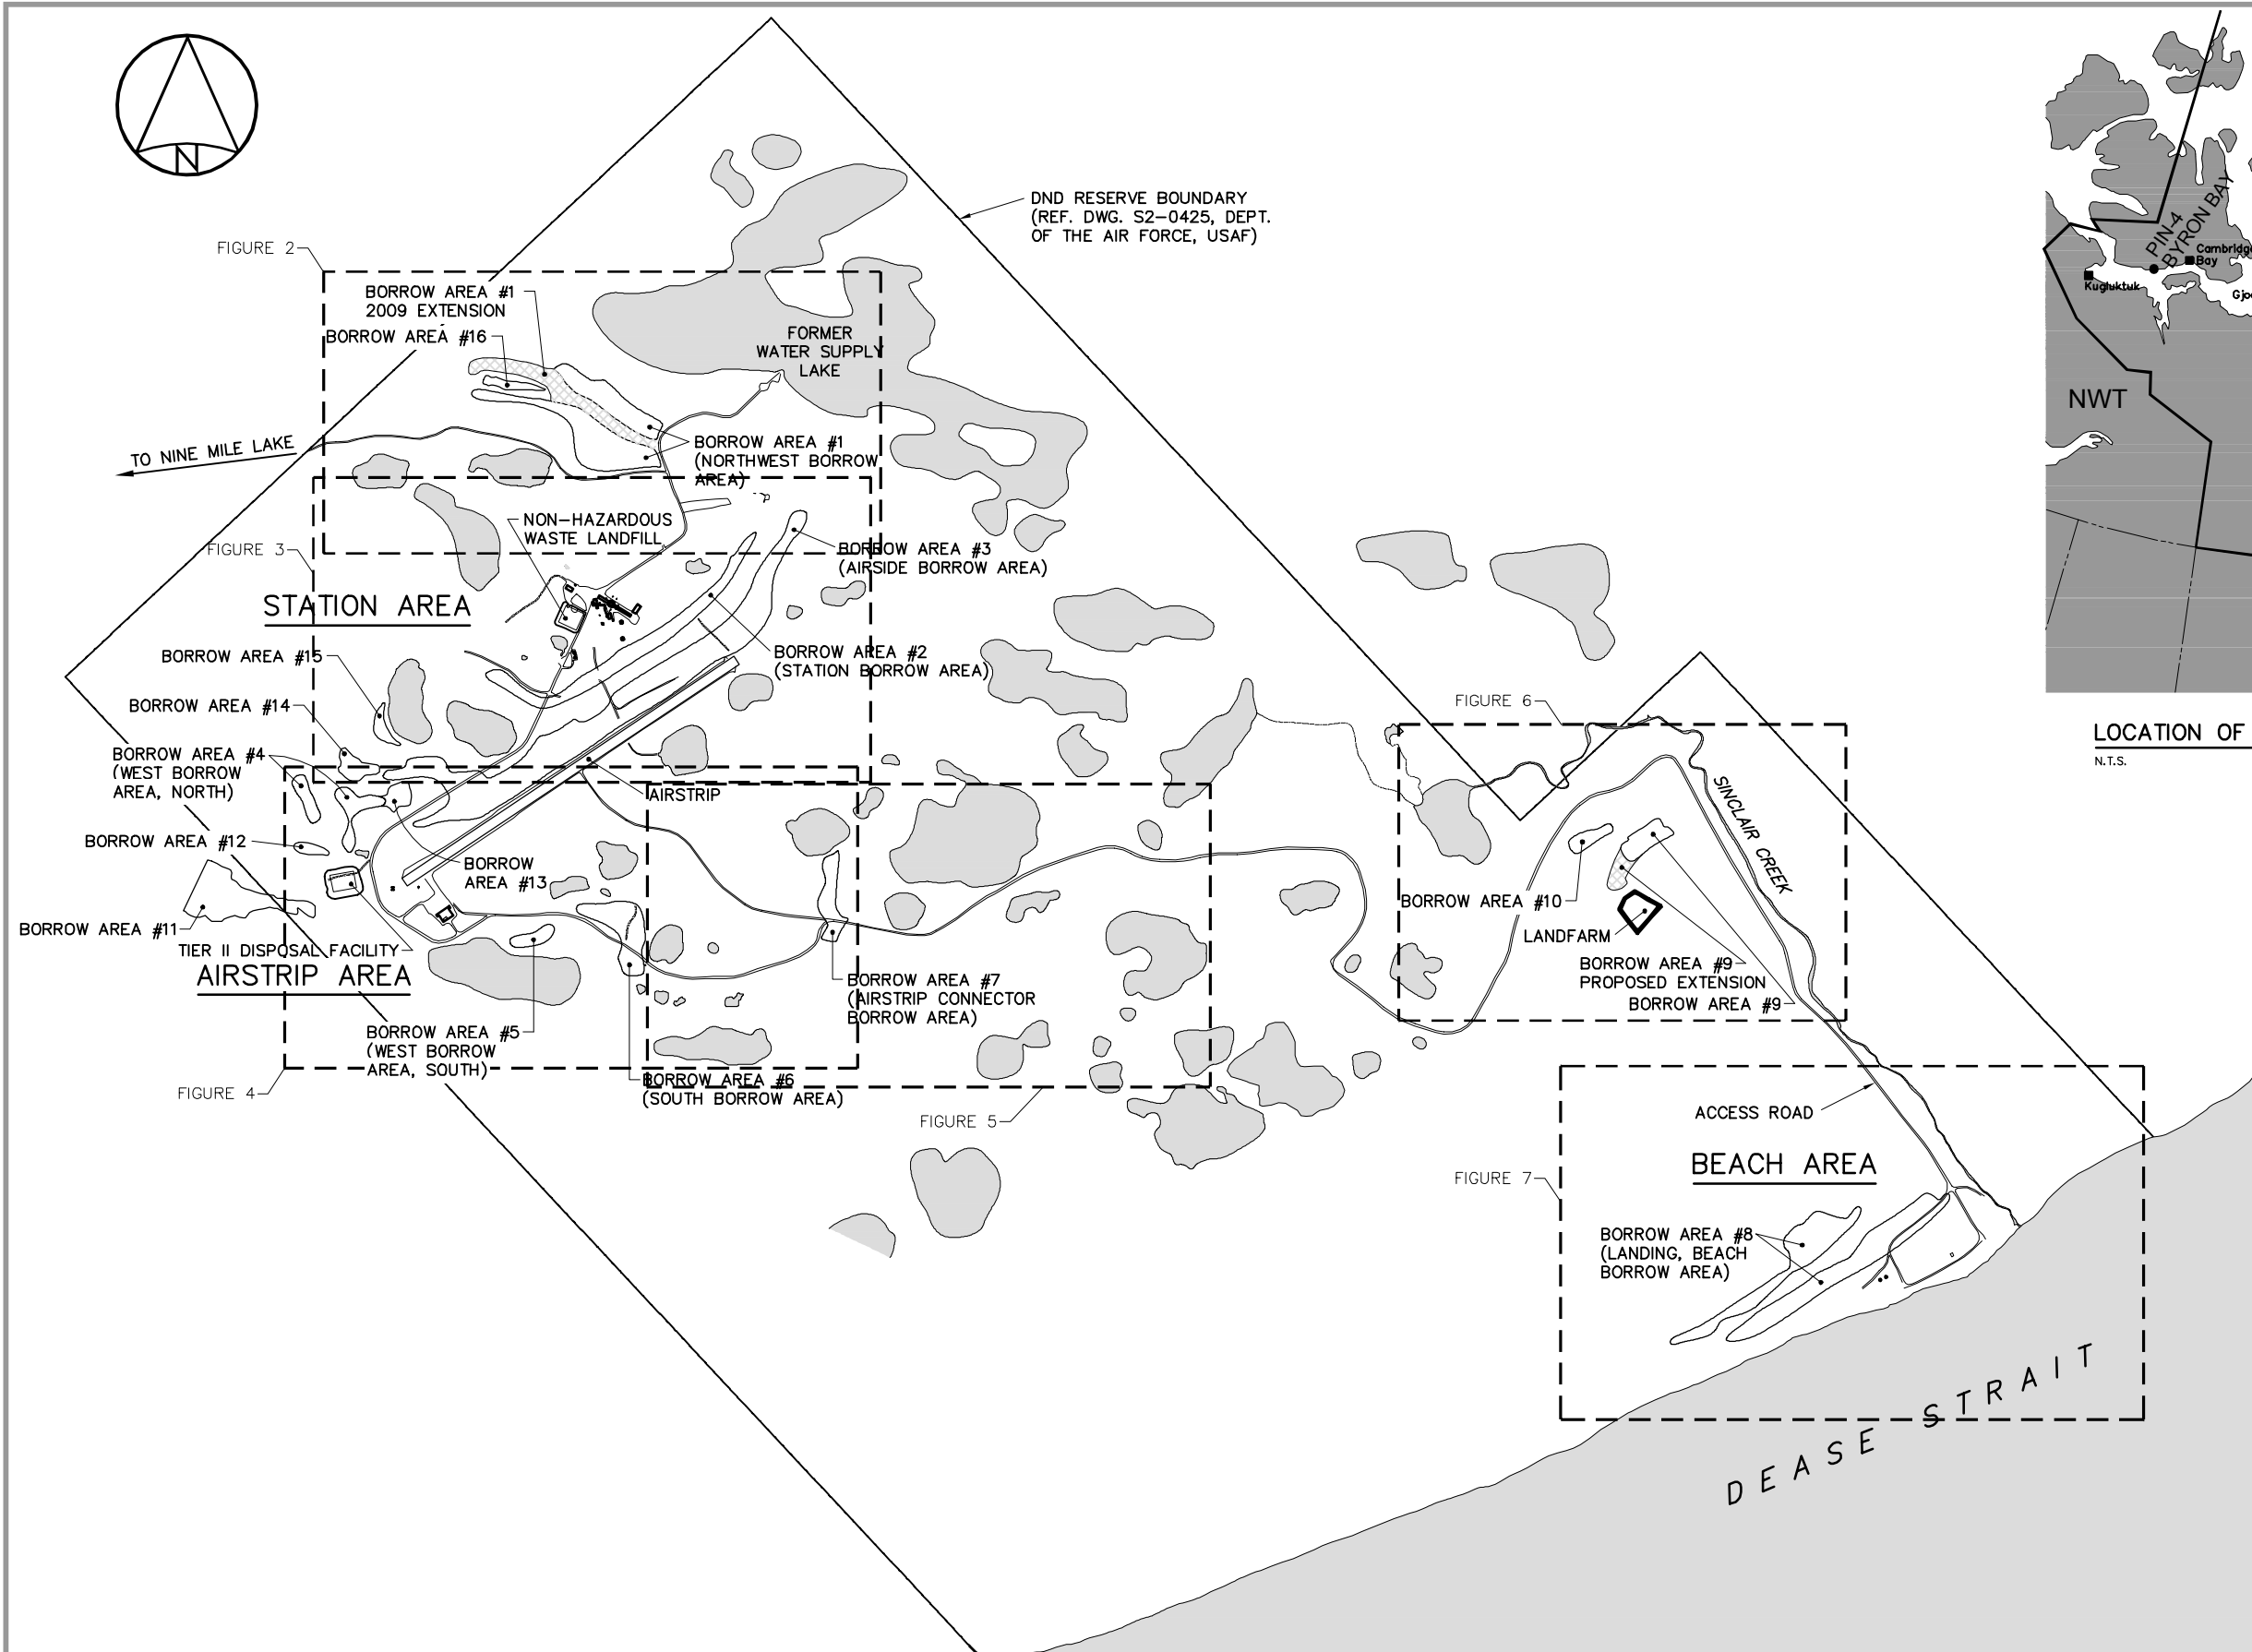 N
DND RESERVE BOUNDARY
(REF. DWG. S2-0425, DEPT.
OF THE AIR FORCE, USAF)
FIGURE 2
BORROW AREA #1
2009 EXTENSION
BORROW AREA #16
FORMER
WATER SUPPLY
LAKE
TO NINE MILE LAKE
BORROW AREA #1
(NORTHWEST BORROW
AREA)
NON-HAZARDOUS
WASTE LANDFILL
FIGURE 3
BORROW AREA #3
(AIRSIDE BORROW AREA)
STATION AREA
BORROW AREA #15
BORROW AREA #2
(STATION BORROW AREA)
BORROW AREA #14
BORROW AREA #4
(WEST BORROW
AREA, NORTH)
AIRSTRIP
BORROW AREA #12
BORROW
AREA #13
BORROW AREA #11
TIER II DISPOSAL FACILITY
AIRSTRIP AREA
BORROW AREA #5
(WEST BORROW
AREA, SOUTH)
FIGURE 4
BORROW AREA #7
(AIRSTRIP CONNECTOR
BORROW AREA)
BORROW AREA #6
(SOUTH BORROW AREA)
FIGURE 5
FIGURE 6
SINCLAIR CREEK
BORROW AREA #10
LANDFARM
BORROW AREA #9
PROPOSED EXTENSION
BORROW AREA #9
ACCESS ROAD
BEACH AREA
FIGURE 7
BORROW AREA #8
(LANDING, BEACH
BORROW AREA)
DEASE STRAIT
PIN-4
BYRON BAY
Cambridge
Bay
Kugluktuk
Gjo
NWT
LOCATION OF
N.T.S.